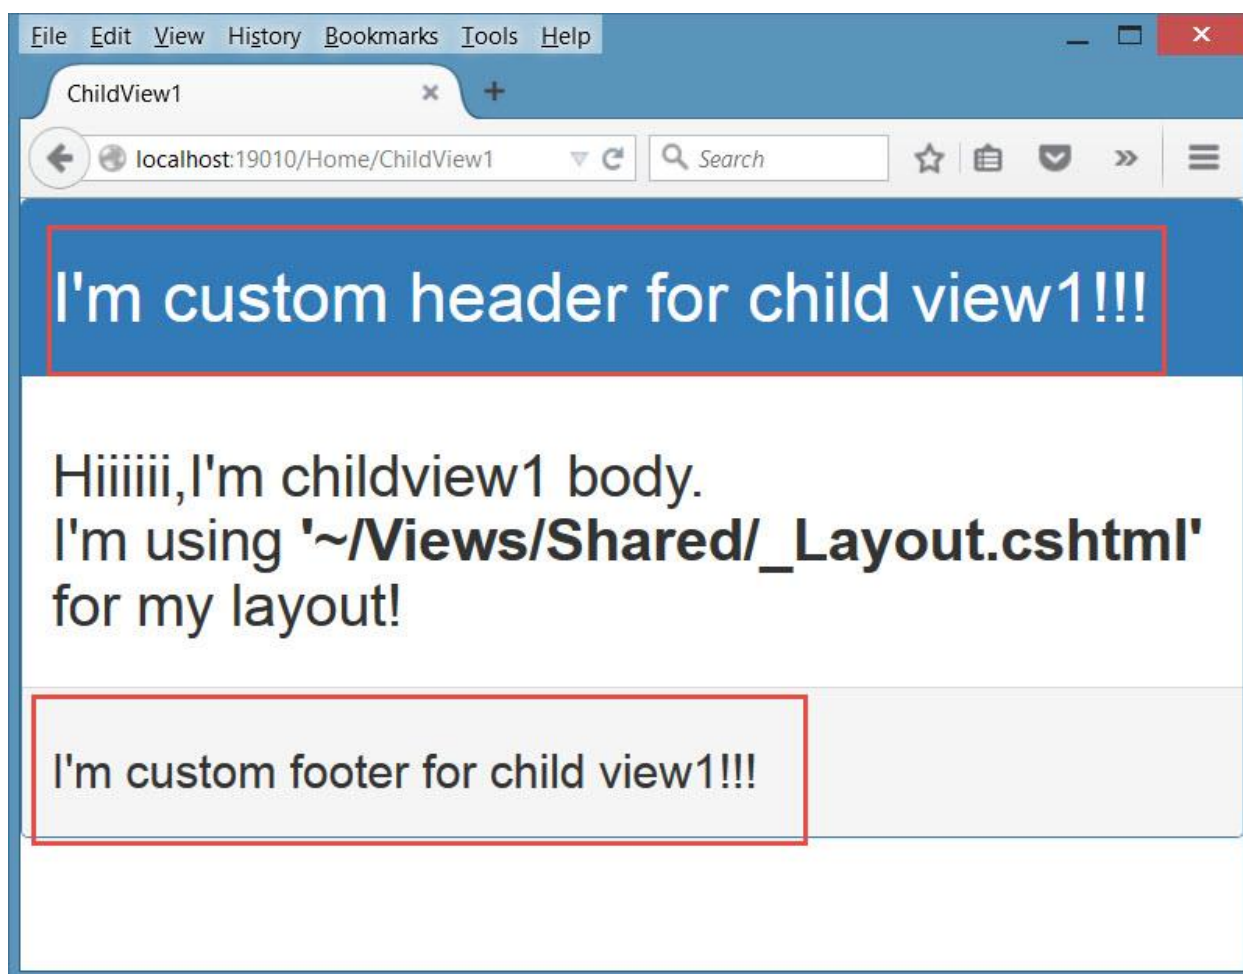 File Edit View History Bookmarks Tools Help
ChildView1
localhost:19010/Home/ChildView1 Search
I'm custom header for child view1!!!
Hiiiiii,I'm childview1 body.
I'm using '~/Views/Shared/_Layout.cshtml'
for my layout!
I'm custom footer for child view1!!!